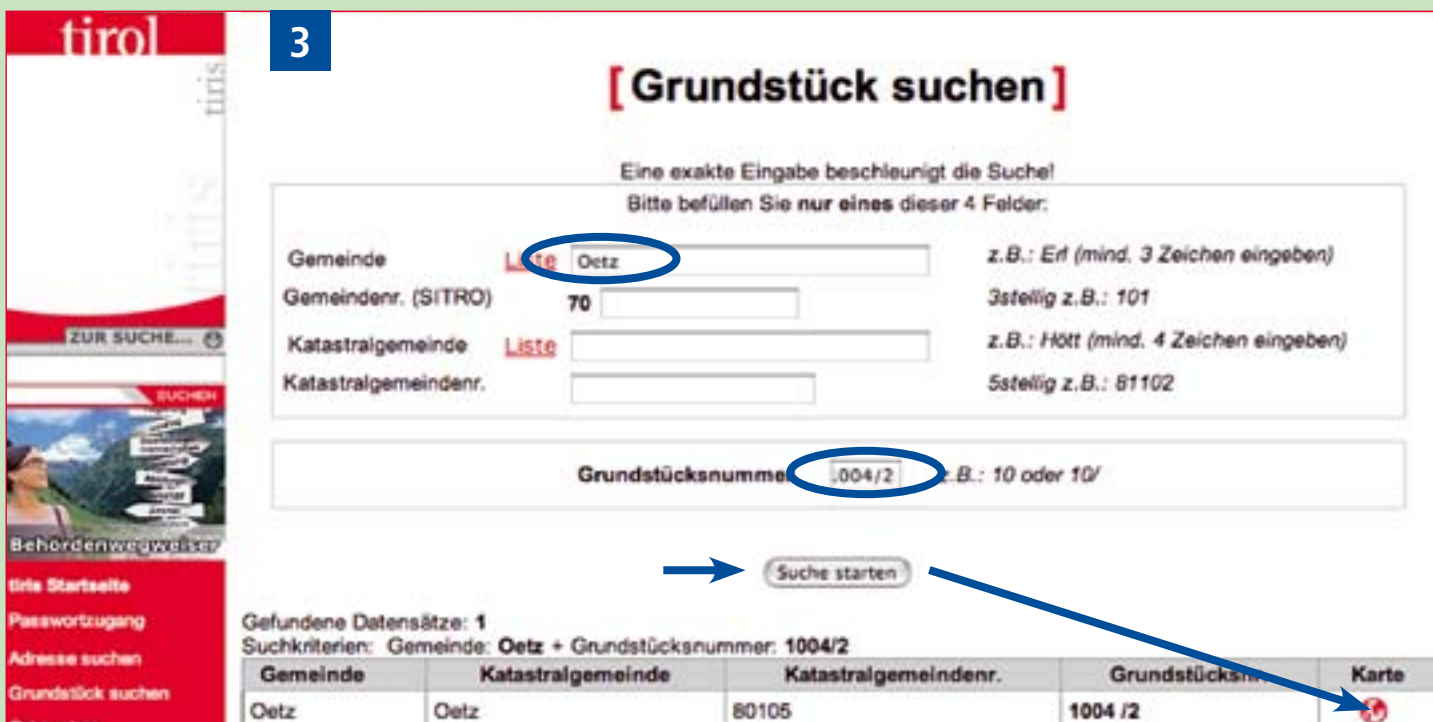 tirol
tiris
3
[Grundstück suchen]
Eine exakte Eingabe beschleunigt die Suche!
Bitte befüllen Sie nur eines dieser 4 Felder:
Gemeinde Liste Oetz z.B.: Erl (mind. 3 Zeichen eingeben)
Gemeindenr. (SITRO) 70 3stellig z.B.: 101
Katastralgemeinde Liste z.B.: Hött (mind. 4 Zeichen eingeben)
Katastralgemeindenr. 5stellig z.B.: 81102
ZUR SUCHE...
SUCHEN
Grundstücksnummer .004/2 z.B.: 10 oder 10/
Behördenwegweiser
Suche starten
tiris Startseite
Passwortzugang
Adresse suchen
Grundstück suchen
Gefundene Datensätze: 1
Suchkriterien: Gemeinde: Oetz + Grundstücksnummer: 1004/2
Gemeinde Katastralgemeinde Katastralgemeindenr. Grundstücksnr. Karte
Oetz Oetz 80105 1004 /2